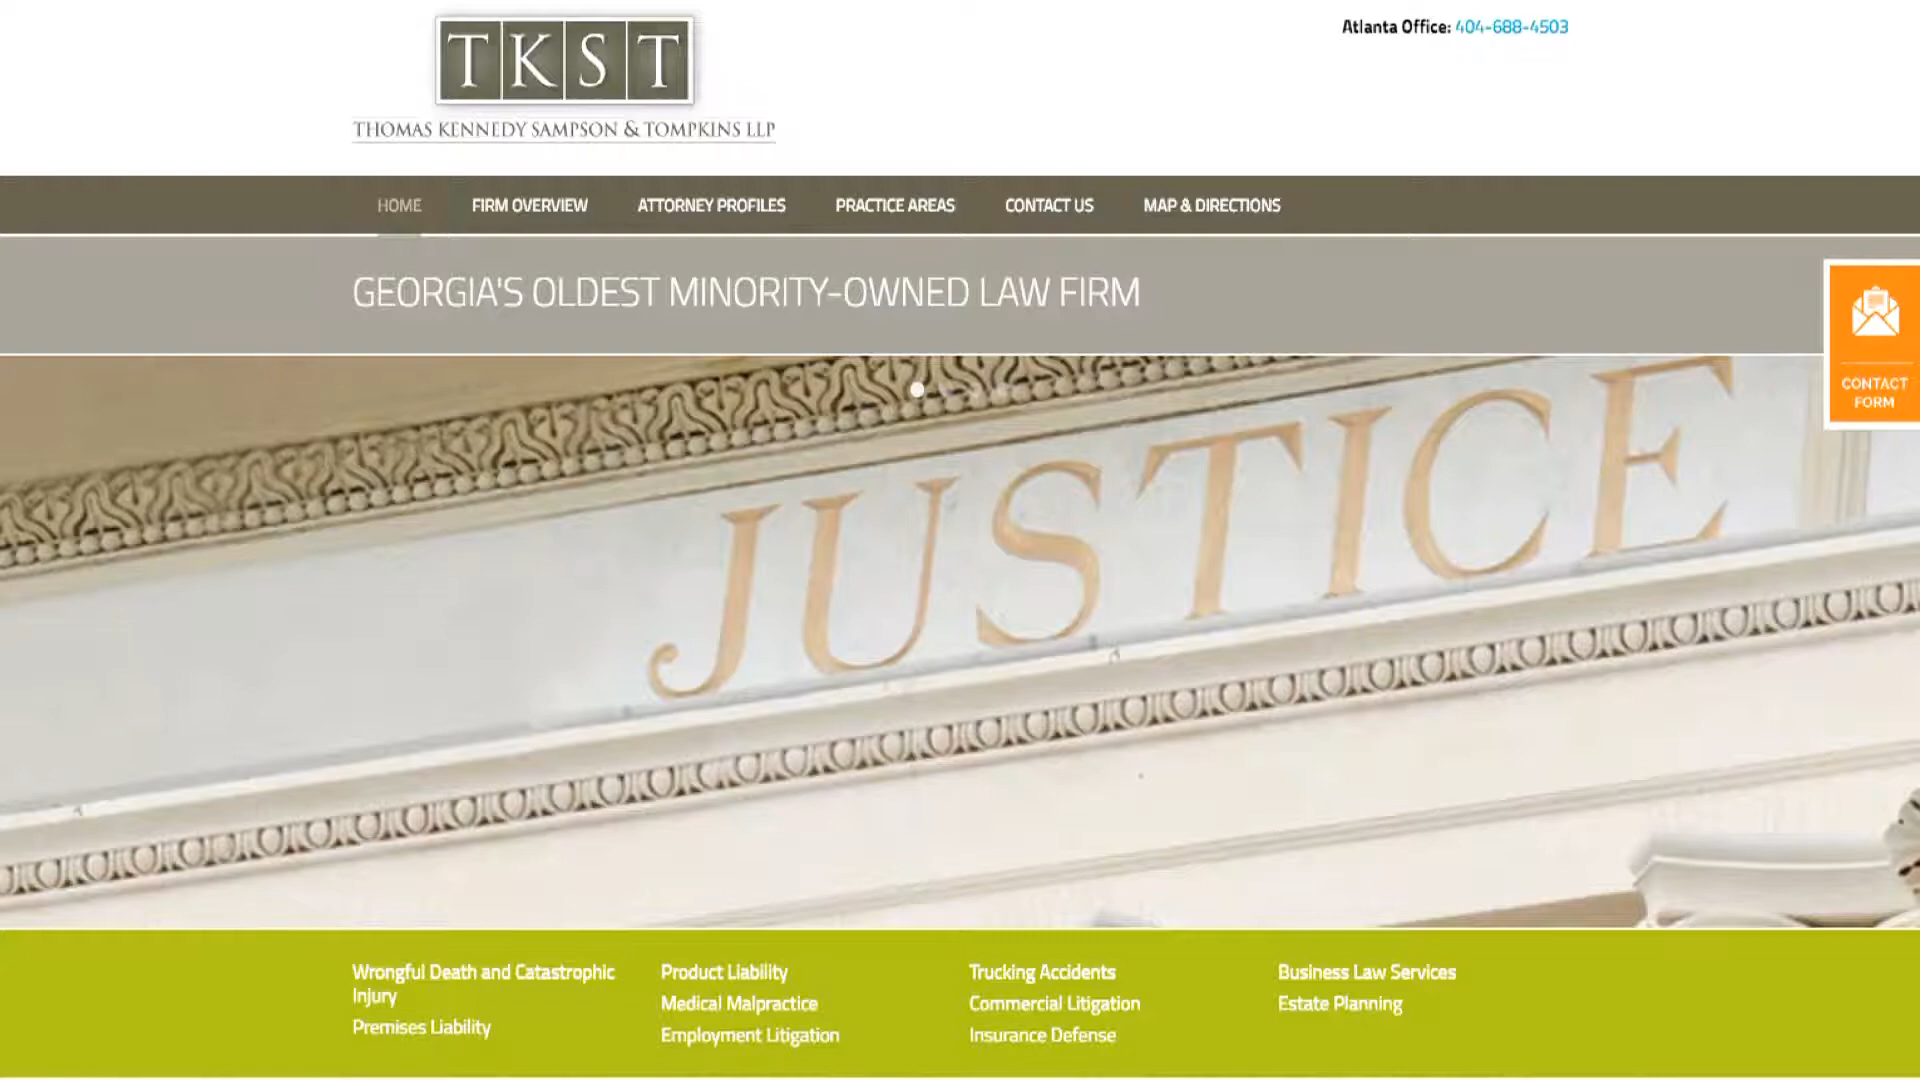 TKST
THOMAS KENNEDY SAMPSON & TOMPKINS LLP
Atlanta Office: 404-688-4503
HOME FIRM OVERVIEW ATTORNEY PROFILES PRACTICE AREAS CONTACT US MAP & DIRECTIONS
GEORGIA'S OLDEST MINORITY-OWNED LAW FIRM
CONTACT
FORM
JUSTICE
Wrongful Death and Catastrophic
Injury
Premises Liability
Product Liability
Medical Malpractice
Employment Litigation
Trucking Accidents
Commercial Litigation
Insurance Defense
Business Law Services
Estate Planning